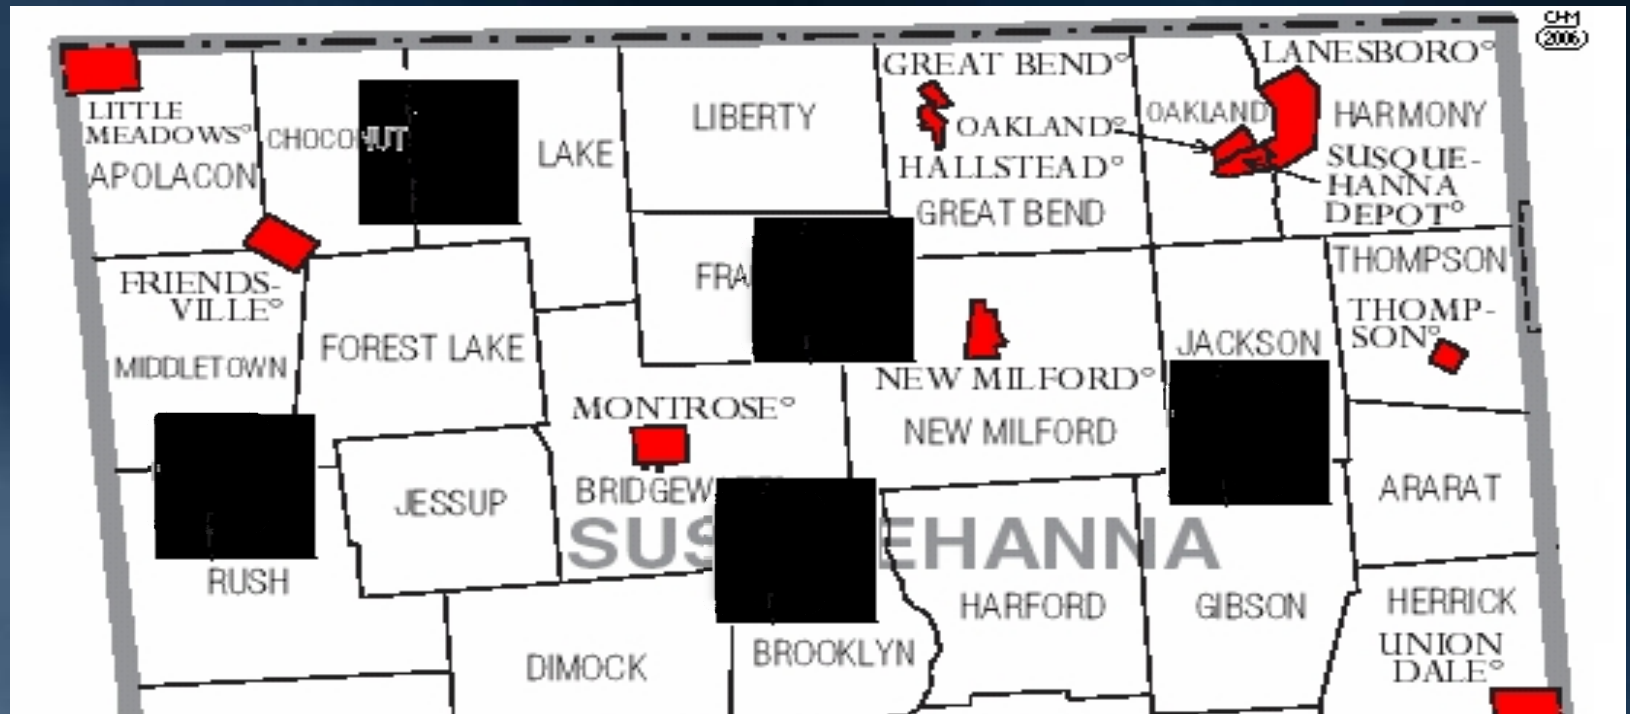 CHM
2006
GREAT BEND°
LANESBORO°
LITTLE
MEADOWS°
APOLACON
LAKE
LIBERTY
OAKLAND°
HALLSTEAD°
GREAT BEND
OAKLAND
HARMONY
SUSQUE-
HANNA
DEPOT°
THOMPSON
THOMP-
SON°
FRIENDS-
VILLE°
MIDDLETOWN
FOREST LAKE
MONTROSE°
NEW MILFORD°
NEW MILFORD
JACKSON
JESSUP
ARARAT
RUSH
DIMOCK
BROOKLYN
HARFORD
GIBSON
HERRICK
UNION
DALE°